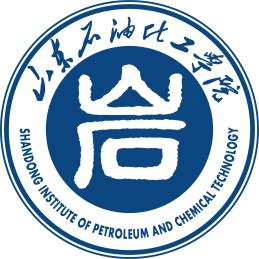 山东石油化工学院
SHANDONG INSTITUTE OF PETROLEUM AND CHEMICAL TECHNOLOGY